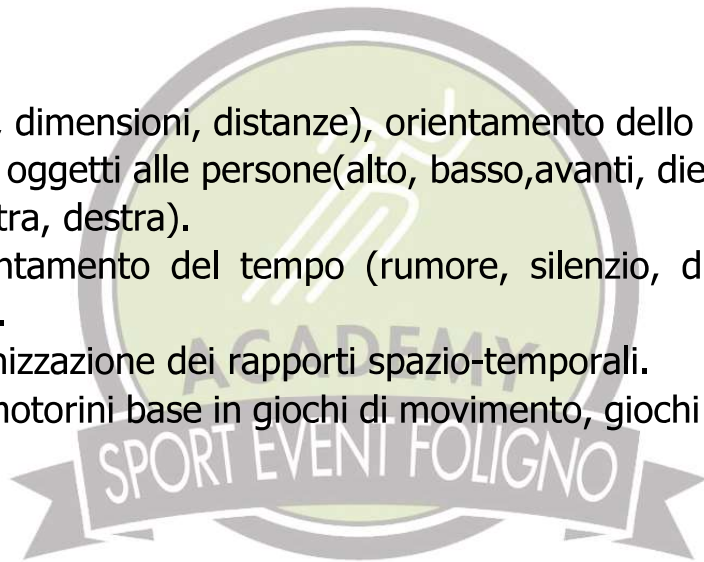 dimensioni, distanze), orientamento dello
oggetti alle persone(alto, basso,avanti, die
tra, destra).
ntamento del tempo (rumore, silenzio, d
.
nizzazione dei rapporti spazio-temporali.
motorini base in giochi di movimento, giochi
ACADEMY
SPORT EVENT FOLIGNO